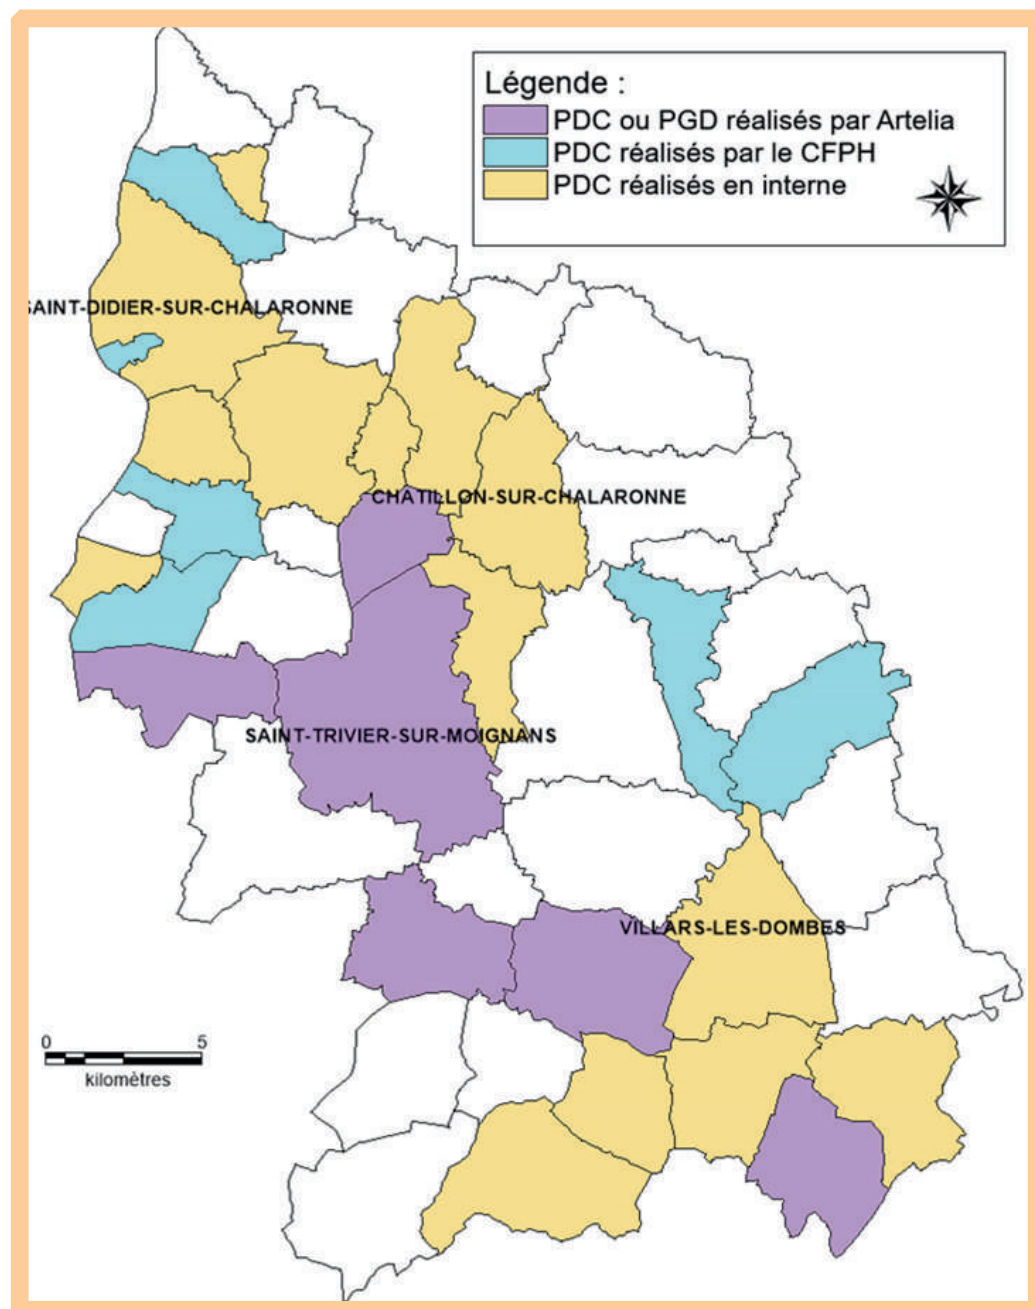 Légende :
PDC ou PGD réalisés par Artelia
PDC réalisés par le CFPH
PDC réalisés en interne
SAINT-DIDIER-SUR-CHALARONNE
CHATILLON-SUR-CHALARONNE
SAINT-TRIVIER-SUR-MOIGNANS
VILLARS-LES-DOMBES
0 5
kilomètres